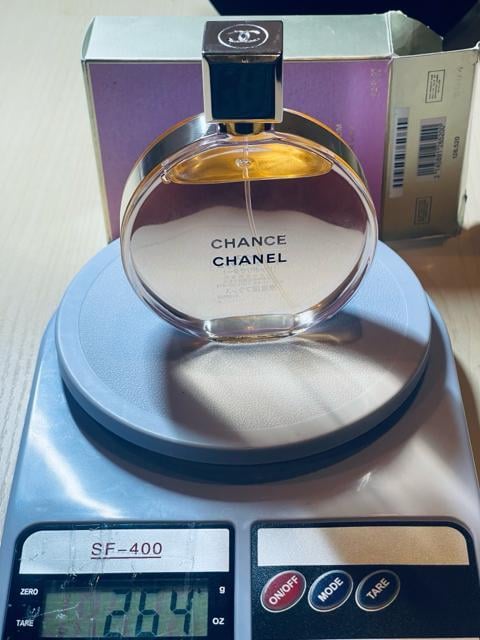 CHANCE
CHANEL
SF-400
ZERO
g
TARE
oz
264
ON/OFF
MODE
TARE